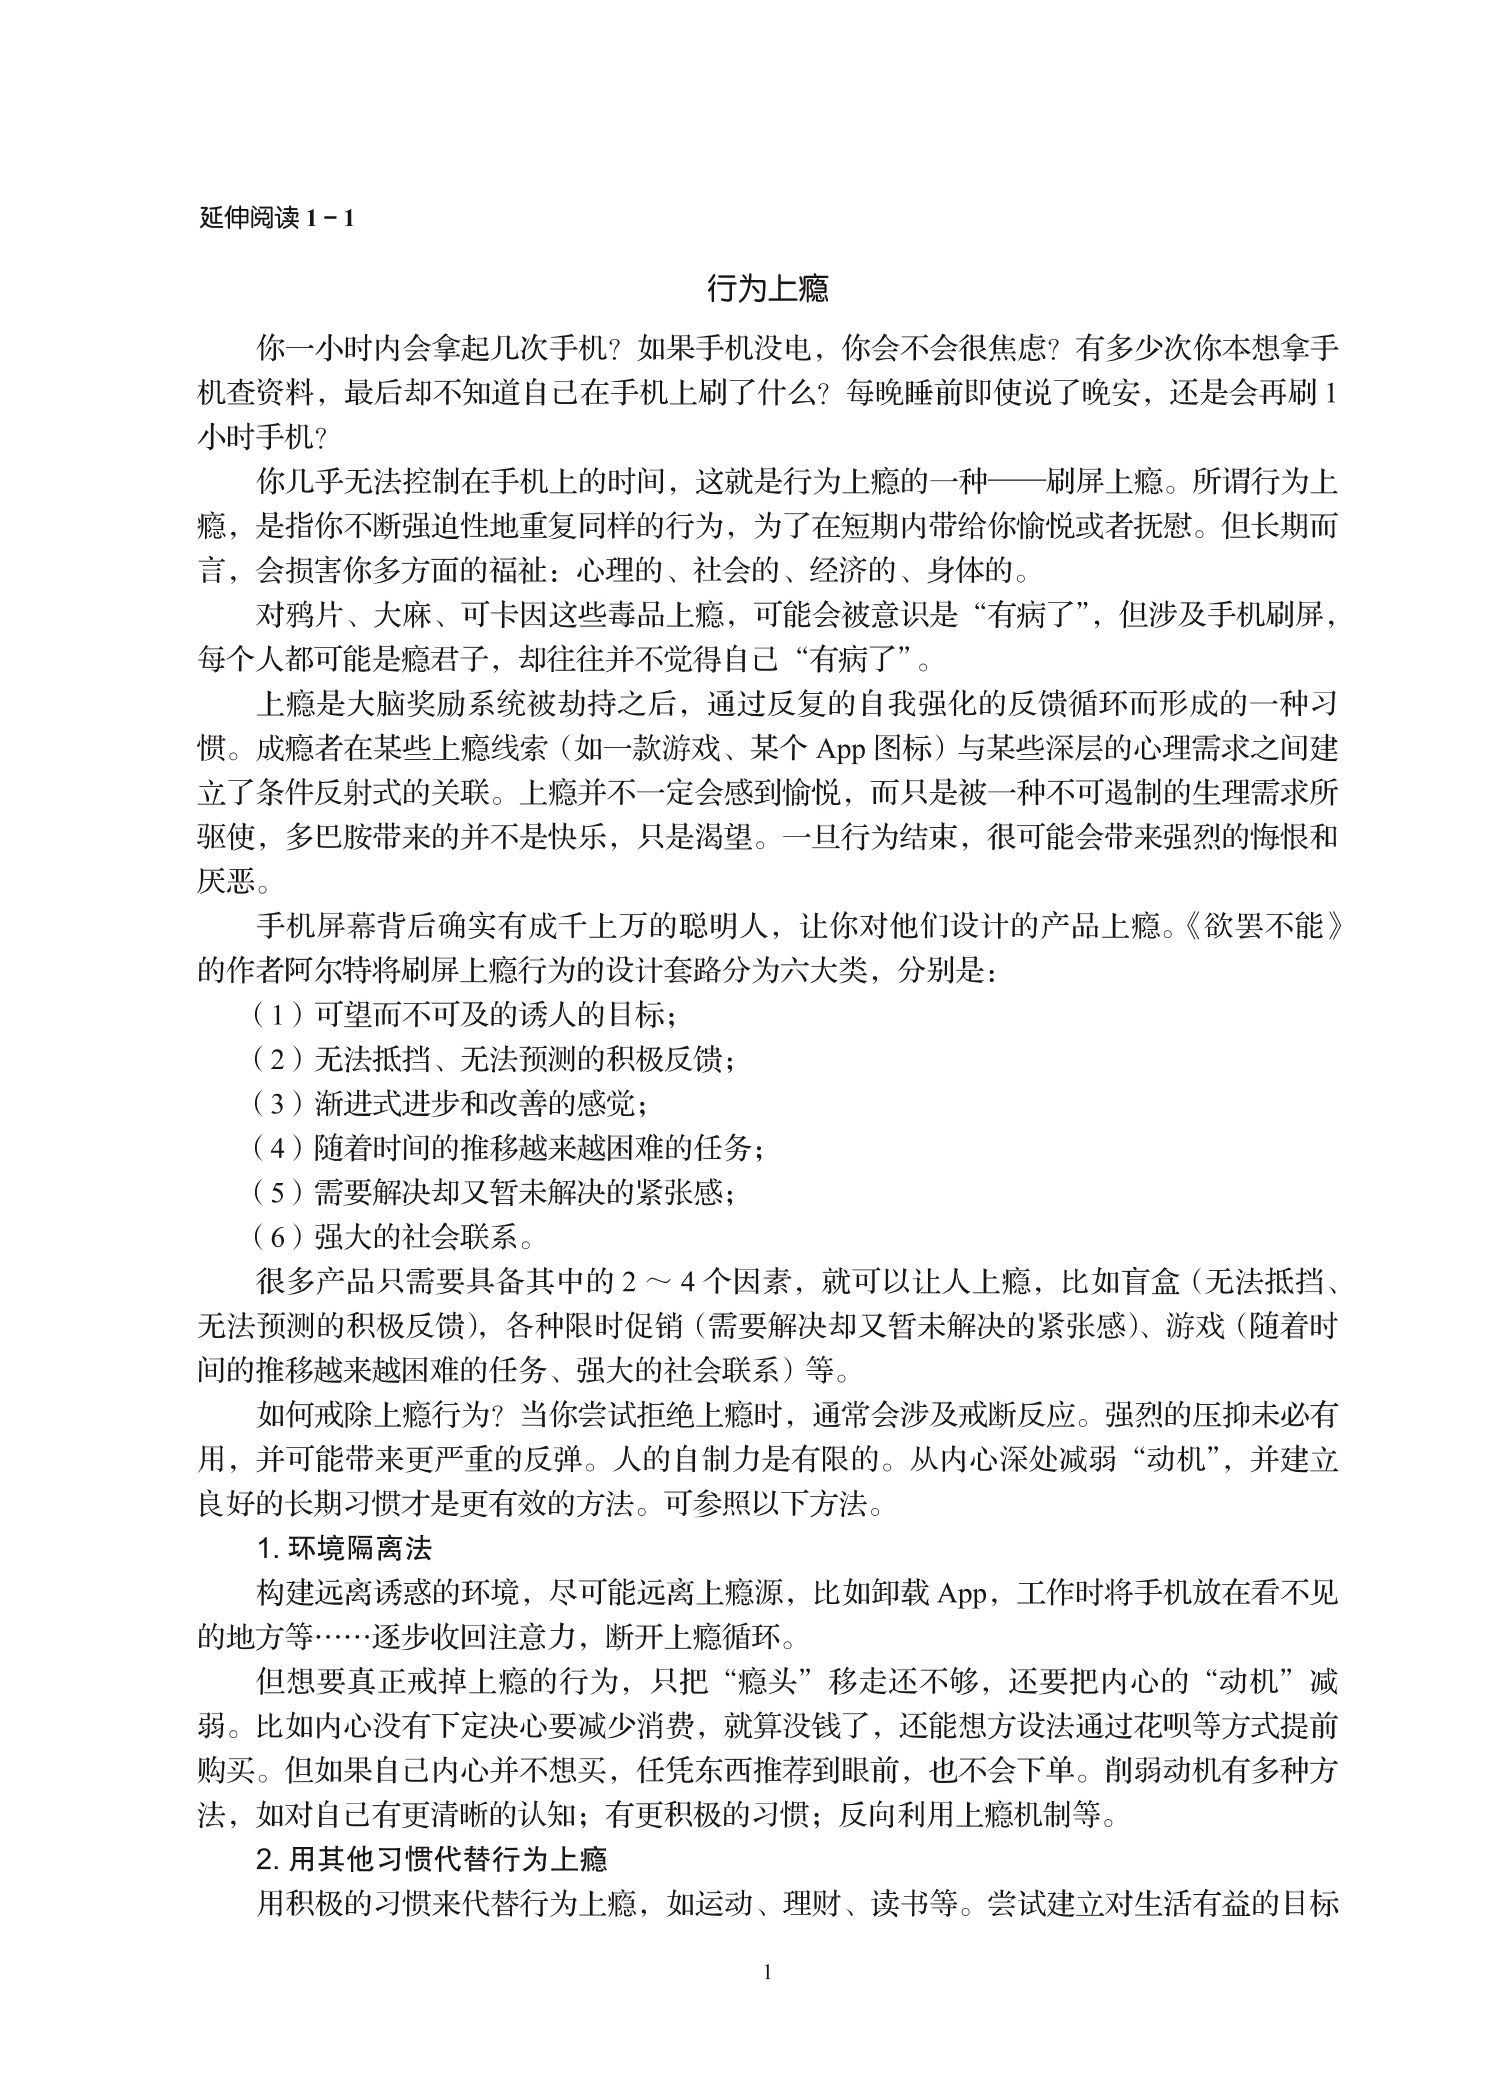 延伸阅读 1－1
行为上瘾
你一小时内会拿起几次手机？如果手机没电，你会不会很焦虑？有多少次你本想拿手
机查资料，最后却不知道自己在手机上刷了什么？每晚睡前即使说了晚安，还是会再刷 1
小时手机？
你几乎无法控制在手机上的时间，这就是行为上瘾的一种——刷屏上瘾。所谓行为上
瘾，是指你不断强迫性地重复同样的行为，为了在短期内带给你愉悦或者抚慰。但长期而
言，会损害你多方面的福祉：心理的、社会的、经济的、身体的。
对鸦片、大麻、可卡因这些毒品上瘾，可能会被意识是“有病了”，但涉及手机刷屏，
每个人都可能是瘾君子，却往往并不觉得自己“有病了”。
上瘾是大脑奖励系统被劫持之后，通过反复的自我强化的反馈循环而形成的一种习
惯。成瘾者在某些上瘾线索（如一款游戏、某个 App 图标）与某些深层的心理需求之间建
立了条件反射式的关联。上瘾并不一定会感到愉悦，而只是被一种不可遏制的生理需求所
驱使，多巴胺带来的并不是快乐，只是渴望。一旦行为结束，很可能会带来强烈的悔恨和
厌恶。
手机屏幕背后确实有成千上万的聪明人，让你对他们设计的产品上瘾。《欲罢不能》
的作者阿尔特将刷屏上瘾行为的设计套路分为六大类，分别是：
（1）可望而不可及的诱人的目标；
（2）无法抵挡、无法预测的积极反馈；
（3）渐进式进步和改善的感觉；
（4）随着时间的推移越来越困难的任务；
（5）需要解决却又暂未解决的紧张感；
（6）强大的社会联系。
很多产品只需要具备其中的 2 ～ 4 个因素，就可以让人上瘾，比如盲盒（无法抵挡、
无法预测的积极反馈），各种限时促销（需要解决却又暂未解决的紧张感）、游戏（随着时
间的推移越来越困难的任务、强大的社会联系）等。
如何戒除上瘾行为？当你尝试拒绝上瘾时，通常会涉及戒断反应。强烈的压抑未必有
用，并可能带来更严重的反弹。人的自制力是有限的。从内心深处减弱“动机”，并建立
良好的长期习惯才是更有效的方法。可参照以下方法。
1. 环境隔离法
构建远离诱惑的环境，尽可能远离上瘾源，比如卸载 App，工作时将手机放在看不见
的地方等……逐步收回注意力，断开上瘾循环。
但想要真正戒掉上瘾的行为，只把“瘾头”移走还不够，还要把内心的“动机”减
弱。比如内心没有下定决心要减少消费，就算没钱了，还能想方设法通过花呗等方式提前
购买。但如果自己内心并不想买，任凭东西推荐到眼前，也不会下单。削弱动机有多种方
法，如对自己有更清晰的认知；有更积极的习惯；反向利用上瘾机制等。
2. 用其他习惯代替行为上瘾
用积极的习惯来代替行为上瘾，如运动、理财、读书等。尝试建立对生活有益的目标
1